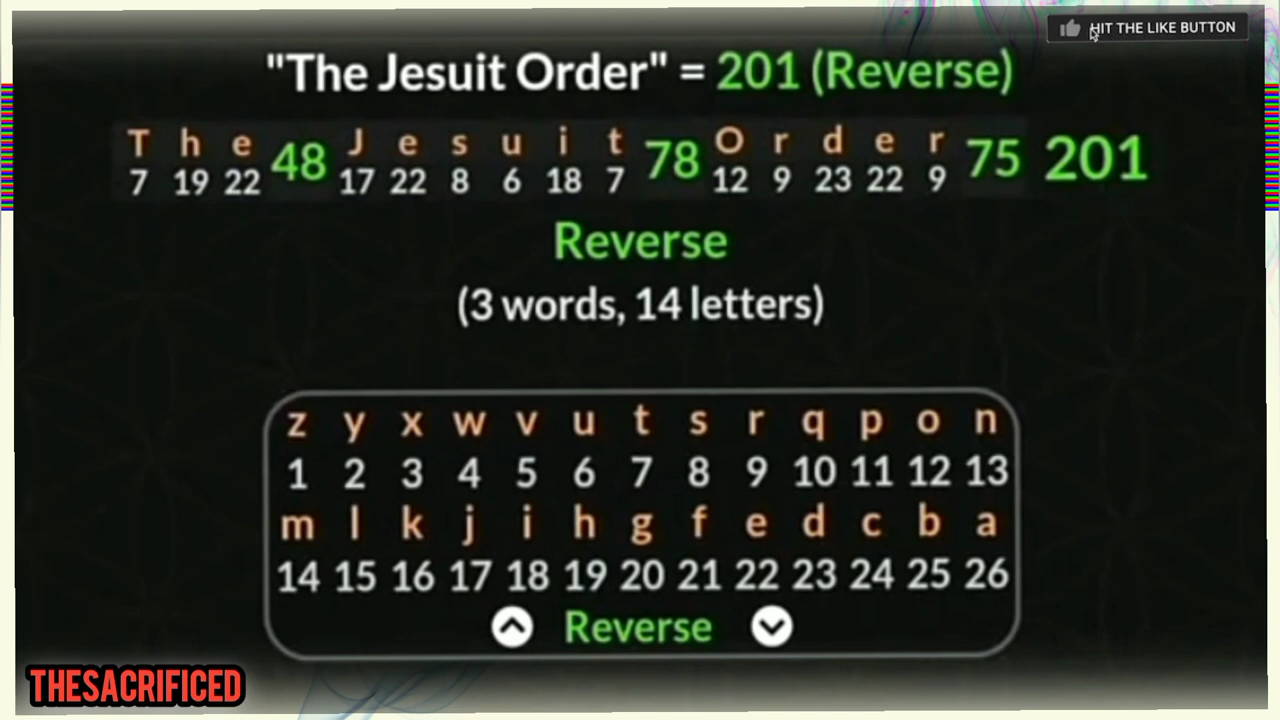 HIT THE LIKE BUTTON
"The Jesuit Order" = 201 (Reverse)
T h e 48 J e s u i t 78 O r d e r 75 201
7 19 22 17 22 8 6 18 7 12 9 23 22 9
Reverse
(3 words, 14 letters)
z y x w v u t s r q p o n
1 2 3 4 5 6 7 8 9 10 11 12 13
m l k j i h g f e d c b a
14 15 16 17 18 19 20 21 22 23 24 25 26
Reverse
THESACRIFICED